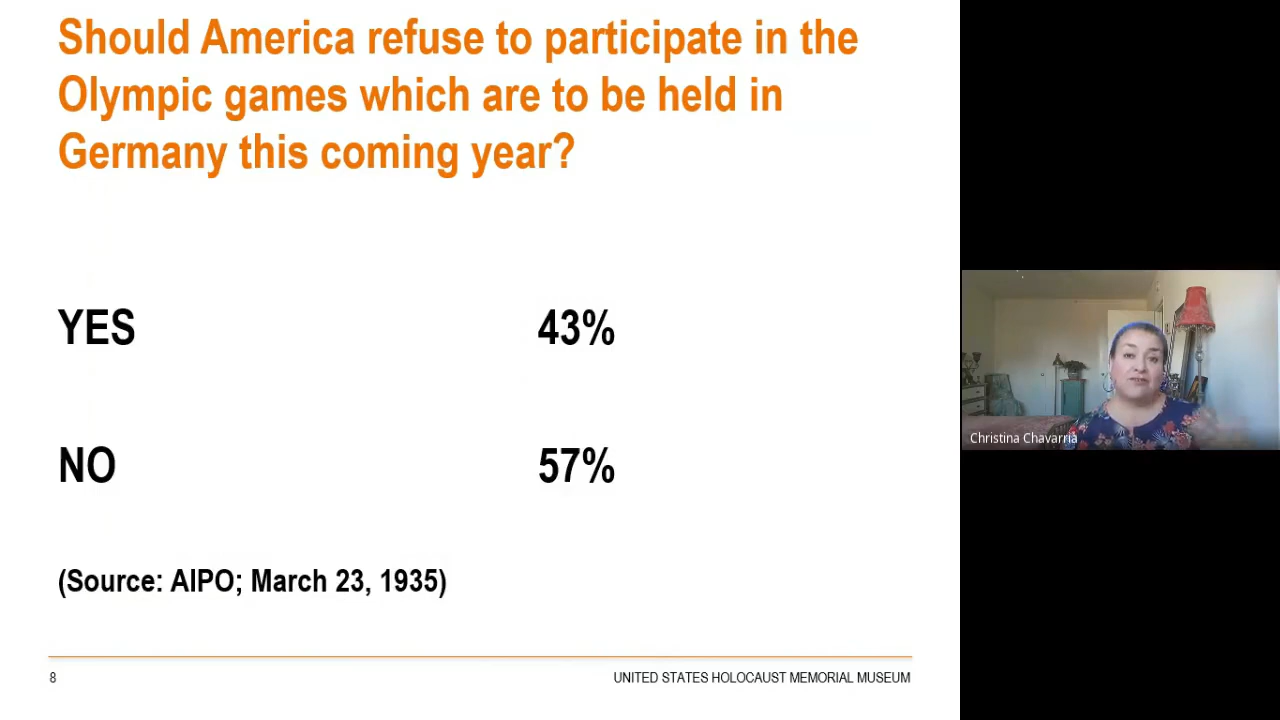 Should America refuse to participate in the
Olympic games which are to be held in
Germany this coming year?
YES 43%
NO 57%
(Source: AIPO; March 23, 1935)
8 UNITED STATES HOLOCAUST MEMORIAL MUSEUM
Christina Chavarria